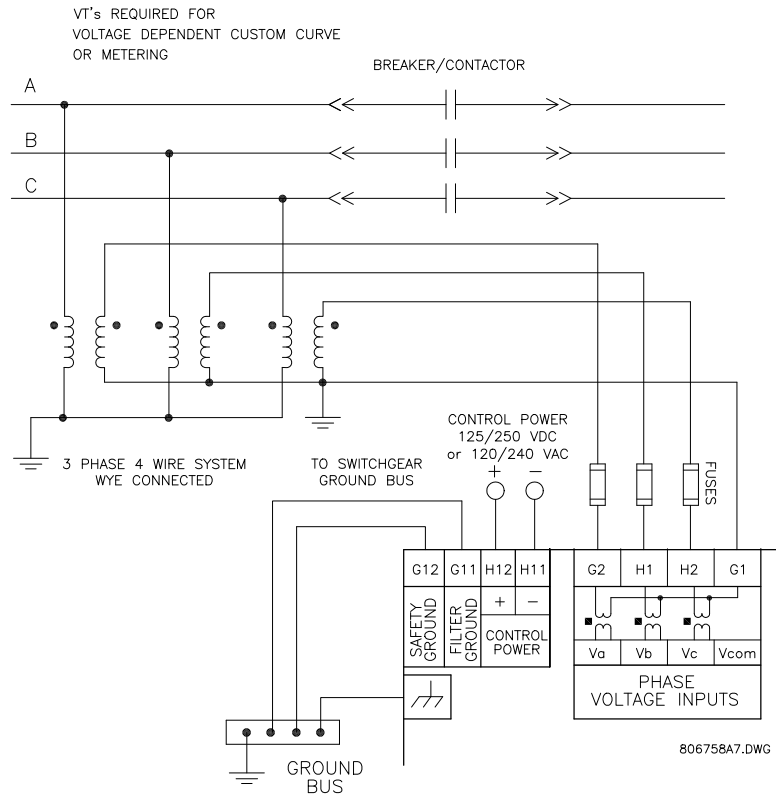 VT's REQUIRED FOR
VOLTAGE DEPENDENT CUSTOM CURVE
OR METERING
BREAKER/CONTACTOR
A
B
C
3 PHASE 4 WIRE SYSTEM
WYE CONNECTED
TO SWITCHGEAR
GROUND BUS
CONTROL POWER
125/250 VDC
or 120/240 VAC
+ −
FUSES
G12 G11 H12 H11
G2 H1 H2 G1
SAFETY
GROUND
FILTER
GROUND
+ −
CONTROL
POWER
Va Vb Vc Vcom
PHASE
VOLTAGE INPUTS
GROUND
BUS
806758A7.DWG